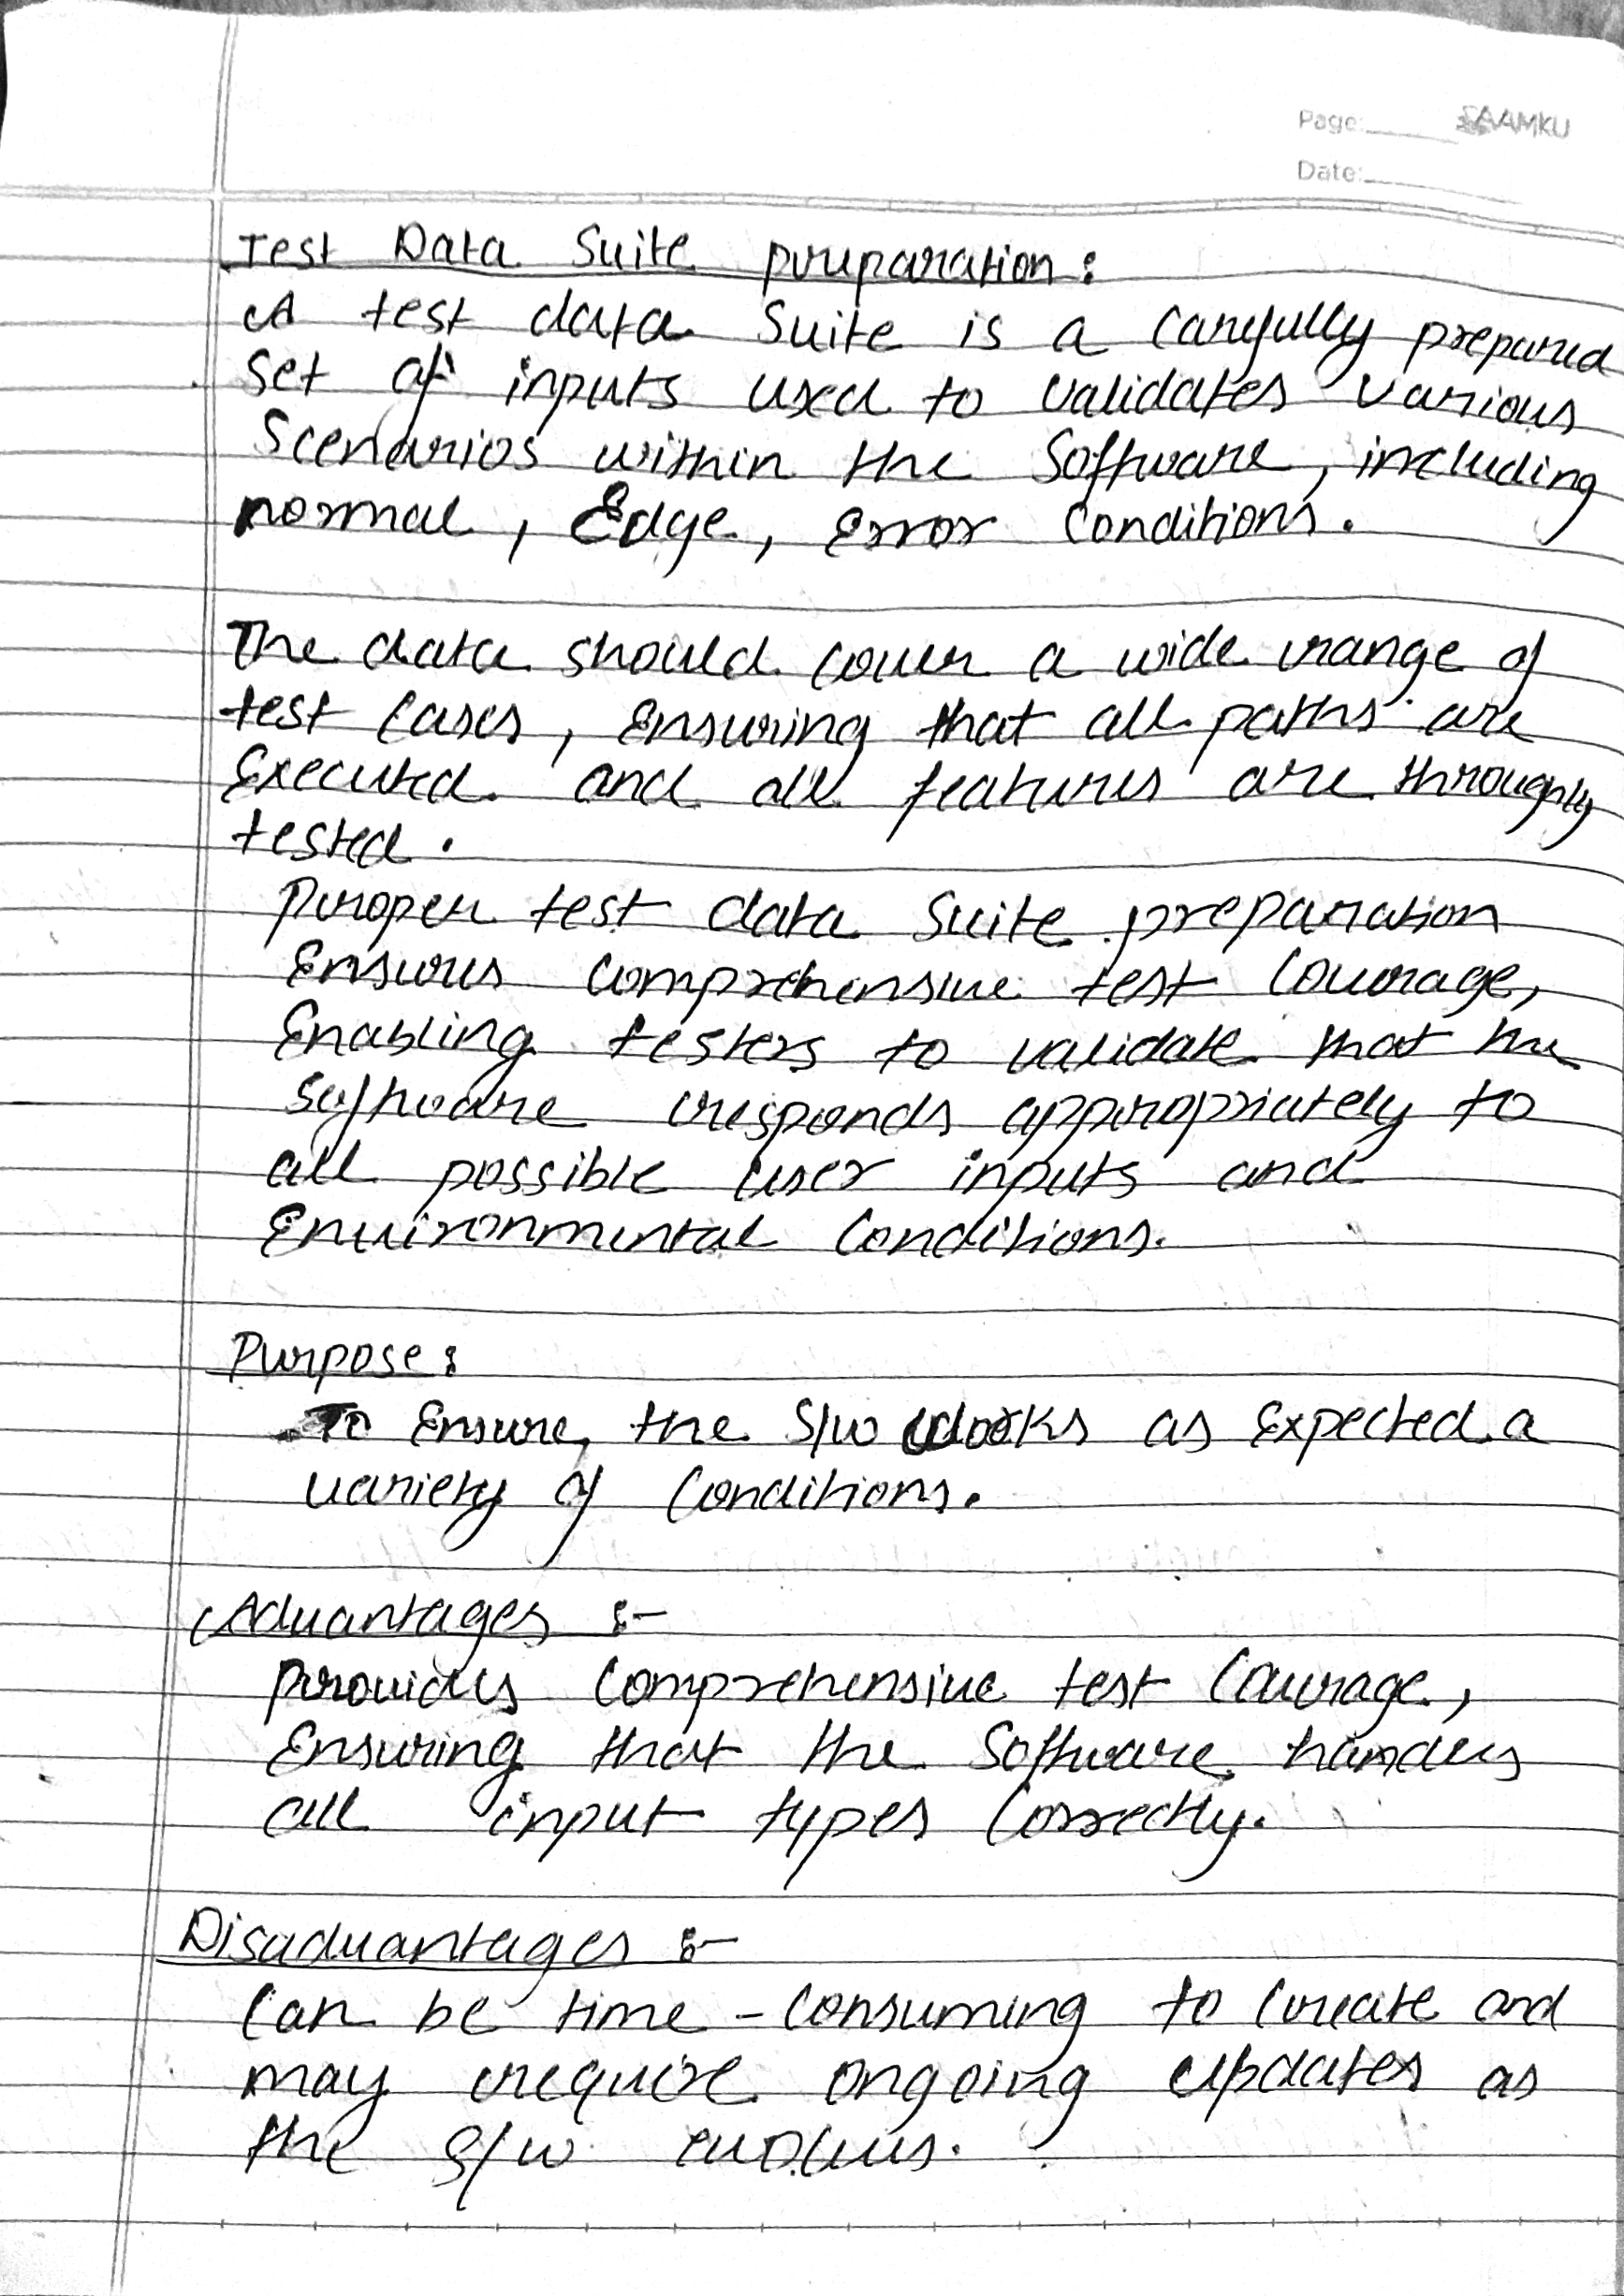 Page: SAAMKU
Date:
Test Data Suite preparation:
A test data suite is a carefully prepared
set of inputs used to validates various
Scenarios within the Software, including
normal, Edge, Error Conditions.
The data should cover a wide range of
test cases, Ensuring that all paths are
Executed and all features are throughly
tested.
Proper test data Suite preparation
Ensures comprehensive test Coverage,
Enabling testers to validate that the
software responds appropriately to
all possible user inputs and
Environmental Conditions.
Purpose:
To Ensure, the S/w works as Expected a
variety of Conditions.
Advantages :-
Provides Comprehensive test Coverage,
Ensuring that the Software handles
all input types Correctly.
Disadvantages :-
Can be time - Consuming to Create and
may require ongoing updates as
the S/w evolves.